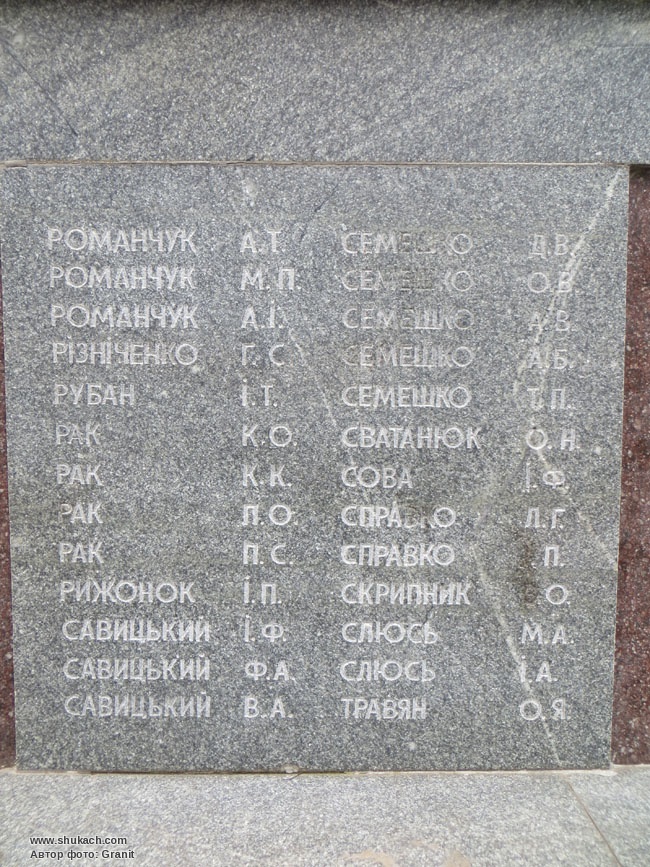 РОМАНЧУК А.Т.
РОМАНЧУК М.П.
РОМАНЧУК А.І.
РІЗНІЧЕНКО Г.С.
РУБАН І.Т.
РАК К.О.
РАК К.К.
РАК П.О.
РАК П.С.
РИЖОНОК І.П.
САВИЦЬКИЙ І.Ф.
САВИЦЬКИЙ Ф.А.
САВИЦЬКИЙ В.А.
СЕМЕШКО Д.В.
СЕМЕШКО О.В.
СЕМЕШКО А.В.
СЕМЕШКО А.Б.
СЕМЕШКО Т.П.
СВАТАНЮК О.Н.
СОВА І.Ф.
СПРАВКО Л.Г.
СПРАВКО
СКРИПНИК
СЛЮСЬ М.А.
СЛЮСЬ І.А.
ТРАВЯН О.Я.
www.shukach.com
Автор фото: Granit